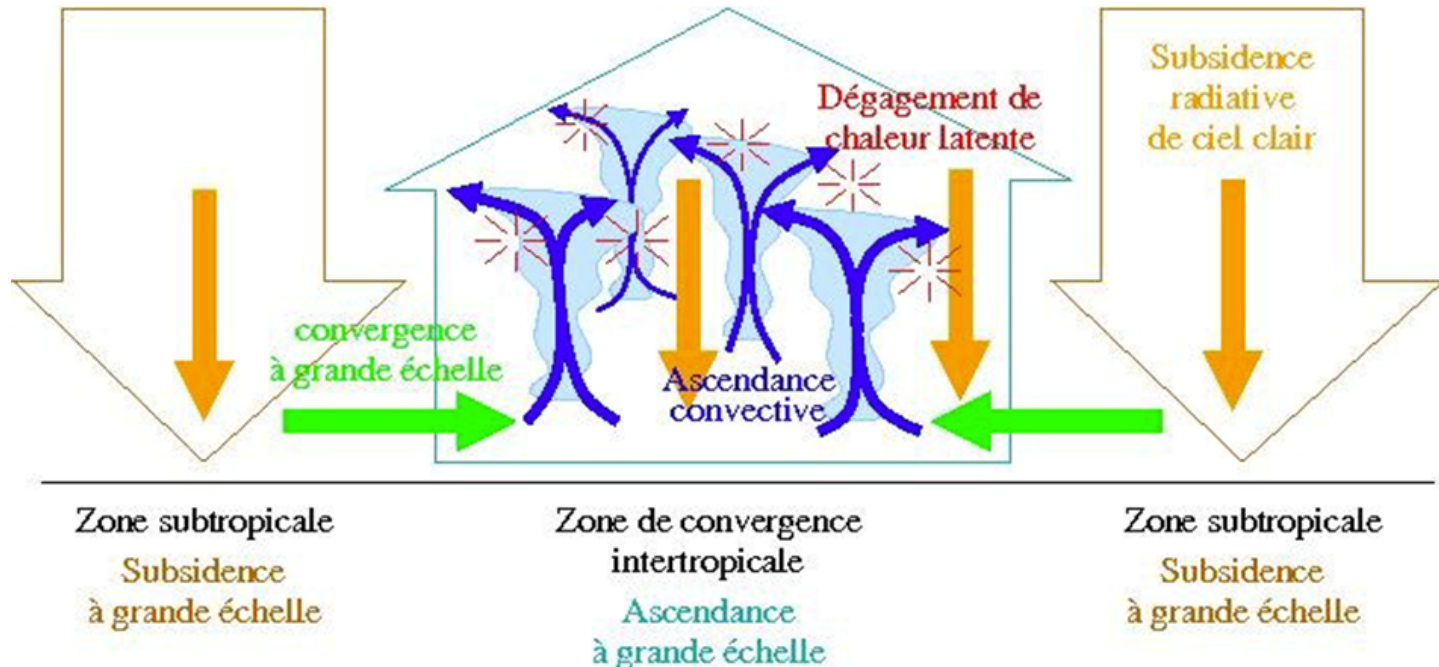 Subsidence
radiative
de ciel clair
Dégagement de
chaleur latente
convergence
à grande échelle
Ascendance
convective
Zone subtropicale
Subsidence
à grande échelle
Zone de convergence
intertropicale
Ascendance
à grande échelle
Zone subtropicale
Subsidence
à grande échelle